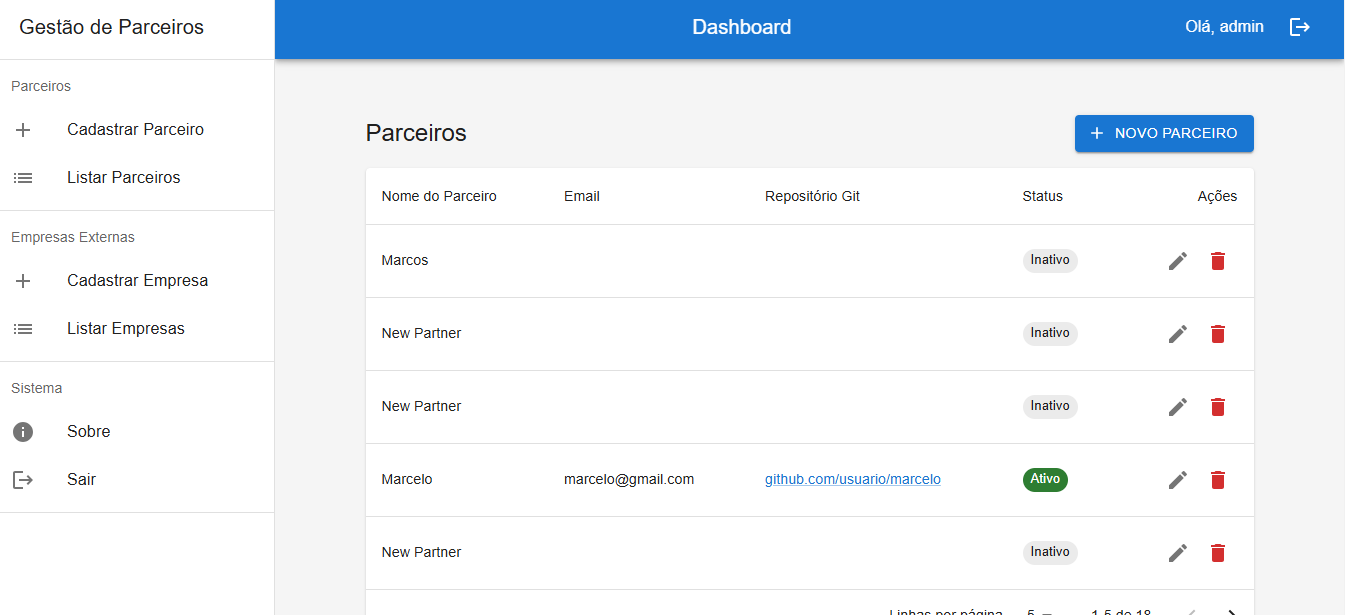 Gestão de Parceiros
Dashboard
Olá, admin
Parceiros
Cadastrar Parceiro
Listar Parceiros
Empresas Externas
Cadastrar Empresa
Listar Empresas
Sistema
Sobre
Sair
Parceiros
NOVO PARCEIRO
Nome do Parceiro Email Repositório Git Status Ações
Marcos Inativo
New Partner Inativo
New Partner Inativo
Marcelo marcelo@gmail.com github.com/usuario/marcelo Ativo
New Partner Inativo
Linhas por página 5 1-5 de 18